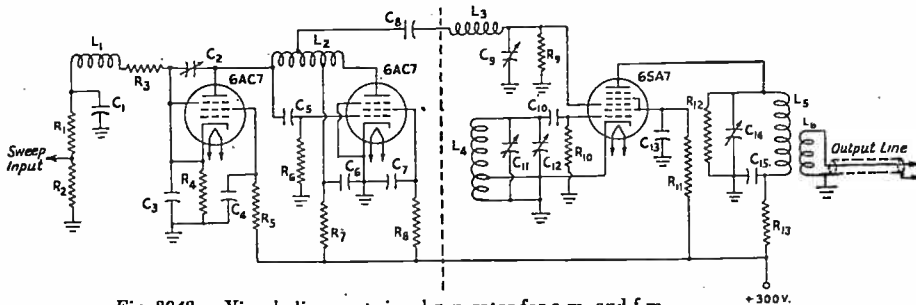 C8
L3
L1
C2
L2
C9
R9
R3
6AC7
6AC7
6SA7
C1
C5
C10
R12
L5
R1
L4
C13
C14
L6
Output Line
Sweep
Input
R2
R4
R6
C6
C7
C11
C12
R10
R11
C15
C3
C4
R5
R7
R8
R13
+300V.